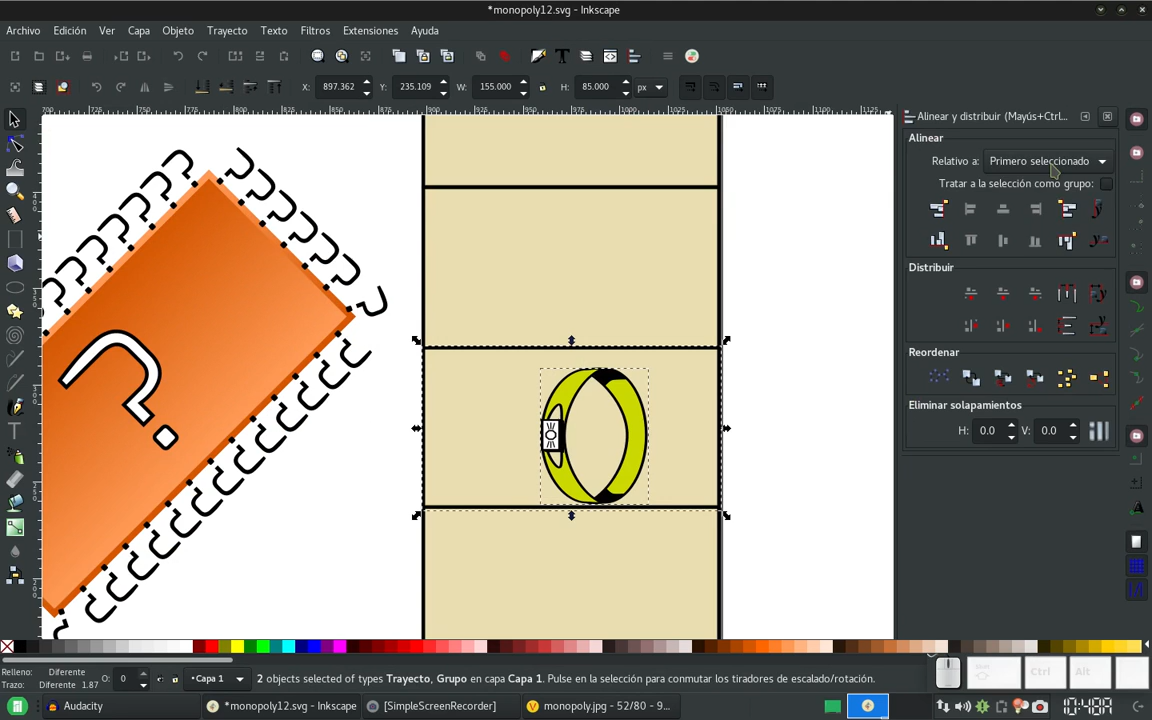 *monopoly12.svg - Inkscape
Archivo Edición Ver Capa Objeto Trayecto Texto Filtros Extensiones Ayuda
X: 897.362 Y: 235.109 W: 155.000 H: 85.000 px
Alinear y distribuir (Mayús+Ctrl...
Alinear
Relativo a: Primero seleccionado
Tratar a la selección como grupo:
Distribuir
Reordenar
Eliminar solapamientos
H: 0.0 V: 0.0
?
Relleno: Diferente
Trazo: Diferente 1.87
O: 0
•Capa 1
2 objects selected of types Trayecto, Grupo en capa Capa 1. Pulse en la selección para conmutar los tiradores de escalado/rotación.
Ctrl Alt
Audacity
*monopoly12.svg - Inkscape
[SimpleScreenRecorder]
monopoly.jpg - 52/80 - 9...